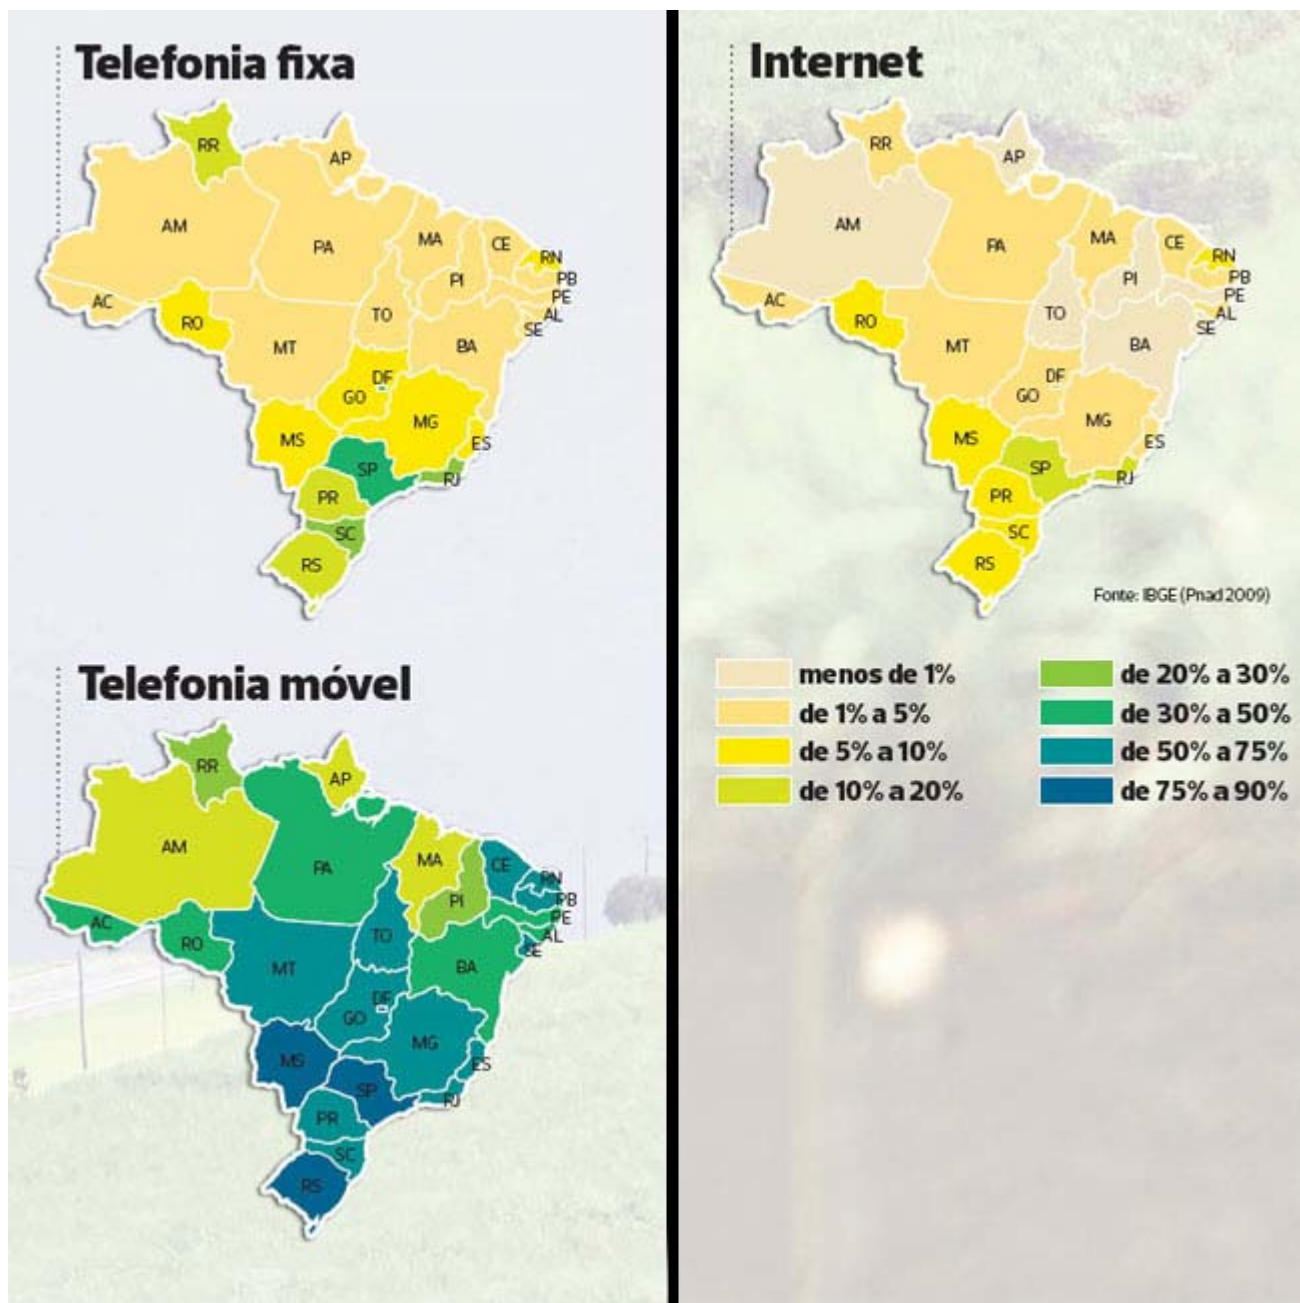 Telefonia fixa
RR
AP
AM
PA
MA
CE
RN
PI
PB
PE
AC
TO
AL
RO
SE
MT
BA
DF
GO
MG
MS
ES
SP
RJ
PR
SC
RS
Telefonia móvel
RR
AP
AM
MA
CE
PA
RN
PI
PB
PE
AC
TO
AL
RO
SE
MT
BA
DF
GO
MG
MS
ES
SP
RJ
PR
SC
RS
Internet
RR
AP
AM
PA
MA
CE
RN
PI
PB
PE
AC
TO
AL
RO
SE
MT
BA
DF
GO
MG
MS
ES
SP
RJ
PR
SC
RS
Fonte: IBGE (Pnad 2009)
menos de 1%
de 1% a 5%
de 5% a 10%
de 10% a 20%
de 20% a 30%
de 30% a 50%
de 50% a 75%
de 75% a 90%